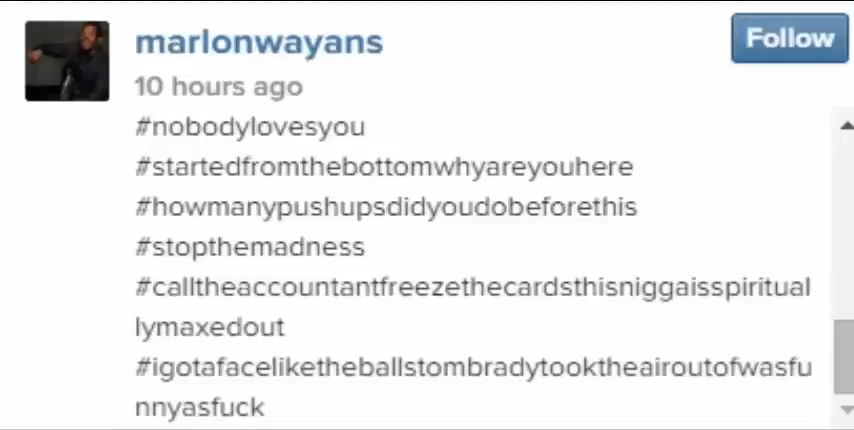 marlonwayans
Follow
10 hours ago
#nobodylovesyou
#startedfromthebottomwhyareyouhere
#howmanypushupsdidyoudobeforethis
#stopthemadness
#calltheaccountantfreezethecardsthisniggaisspiritual
lymaxedout
#igotafaceliketheballstombradytooktheairoutofwasfu
nnyasfuck